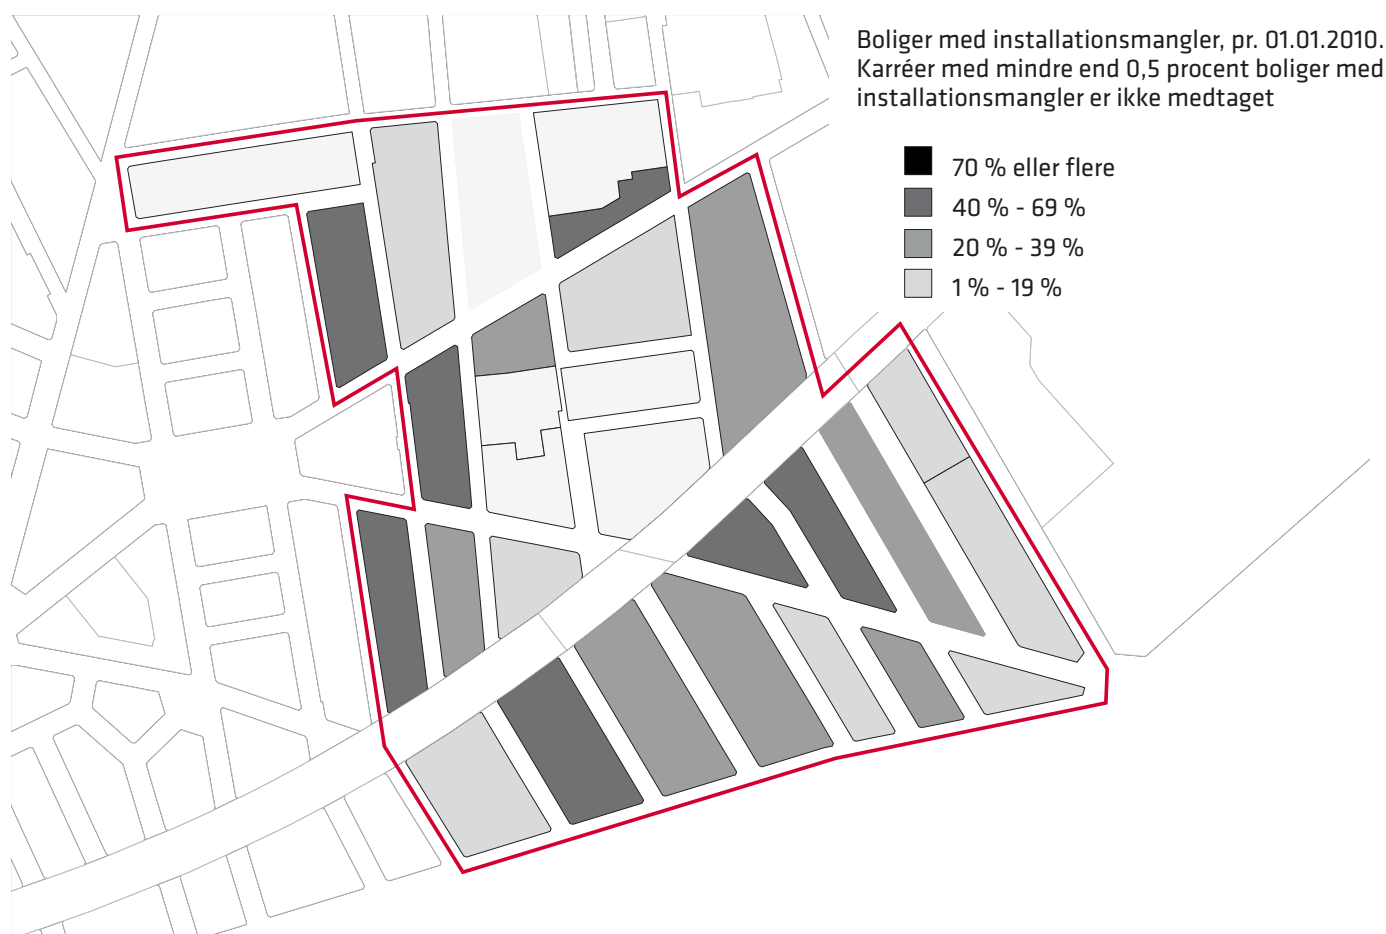 Boliger med installationsmangler, pr. 01.01.2010.
Karréer med mindre end 0,5 procent boliger med
installationsmangler er ikke medtaget
70 % eller flere
40 % - 69 %
20 % - 39 %
1 % - 19 %